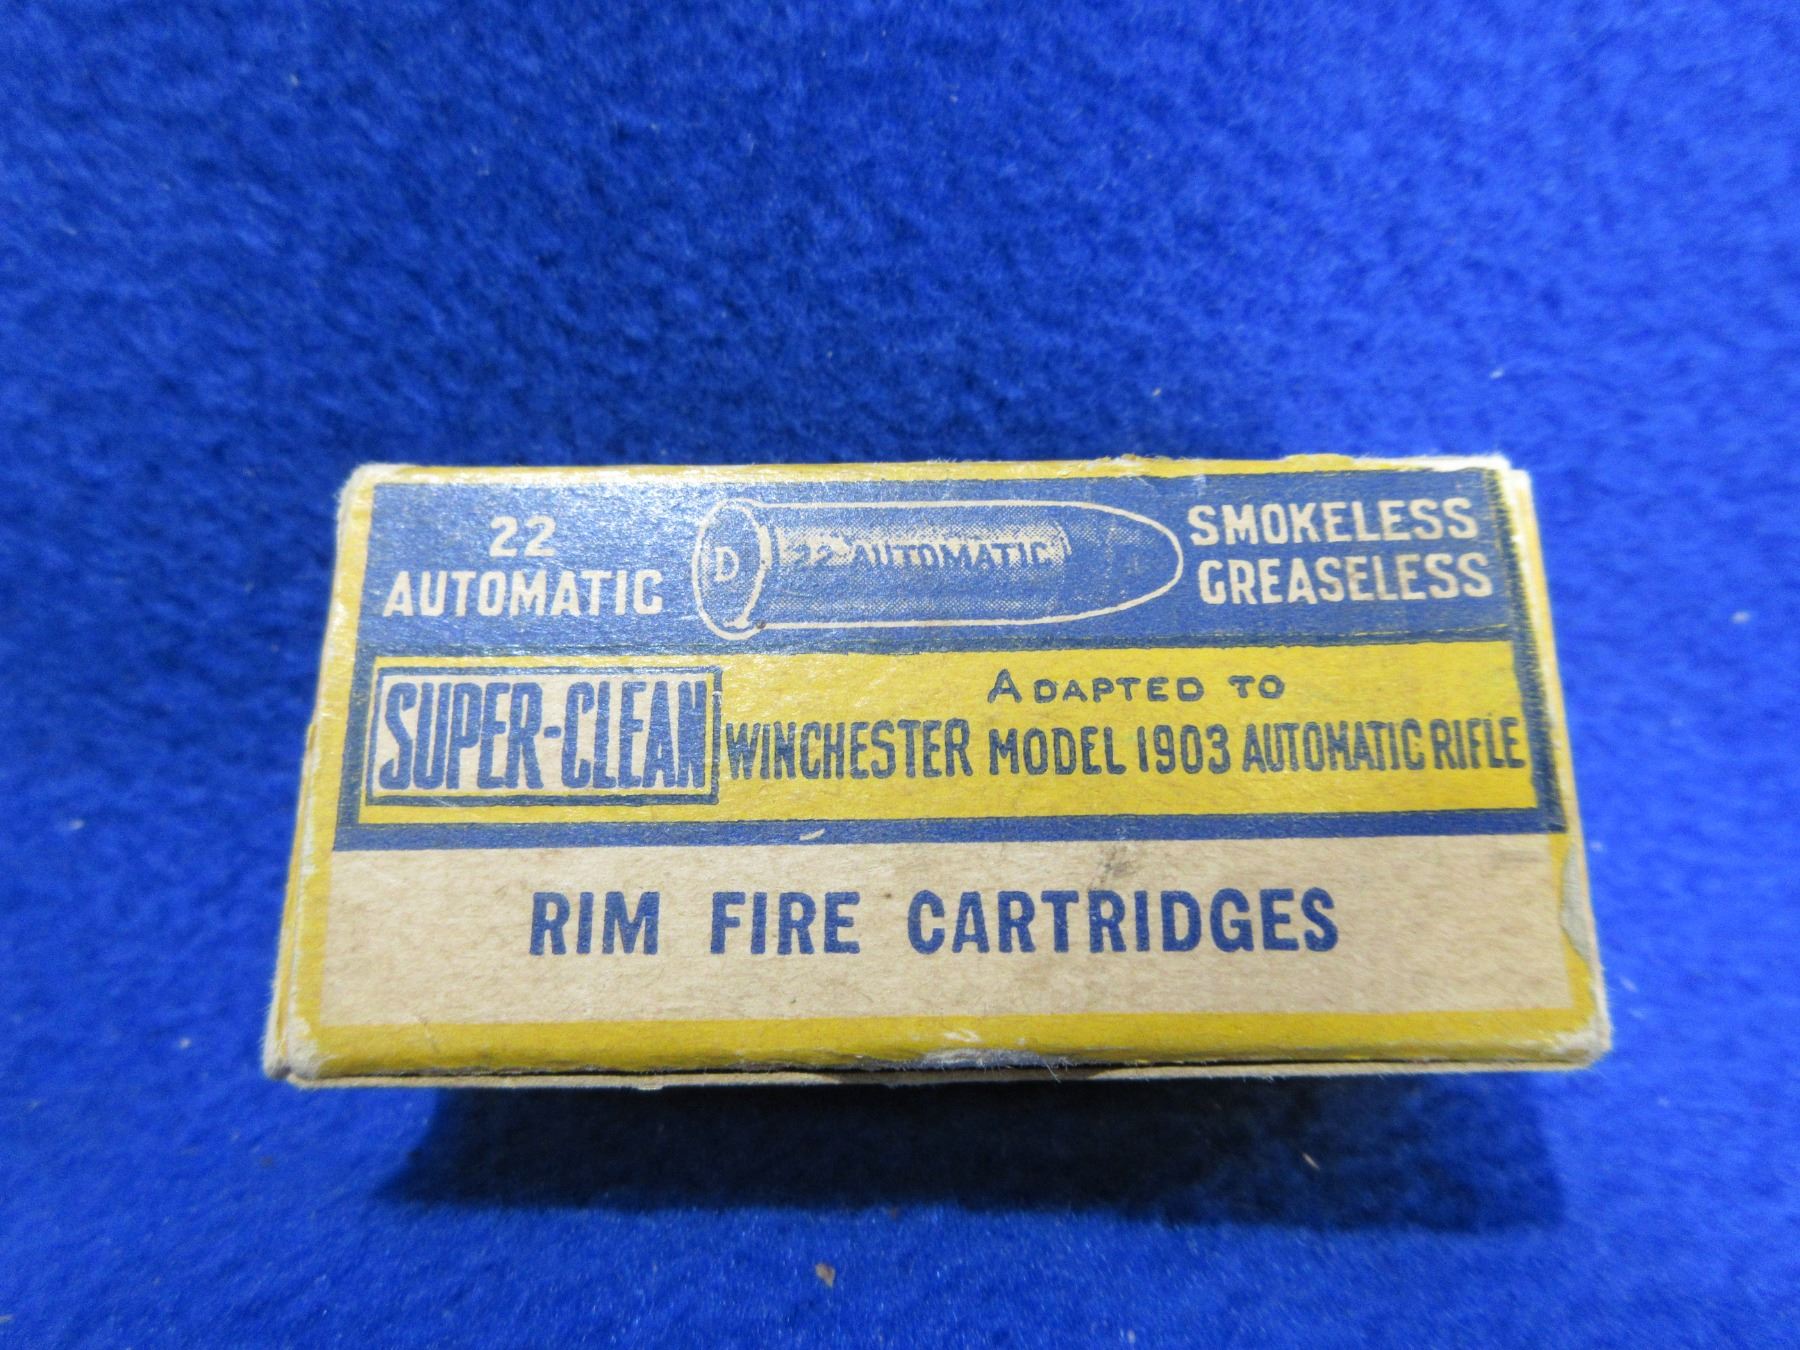 22
AUTOMATIC
D
22 AUTOMATIC
SMOKELESS
GREASELESS
SUPER-CLEAN
ADAPTED TO
WINCHESTER MODEL 1903 AUTOMATIC RIFLE
RIM FIRE CARTRIDGES